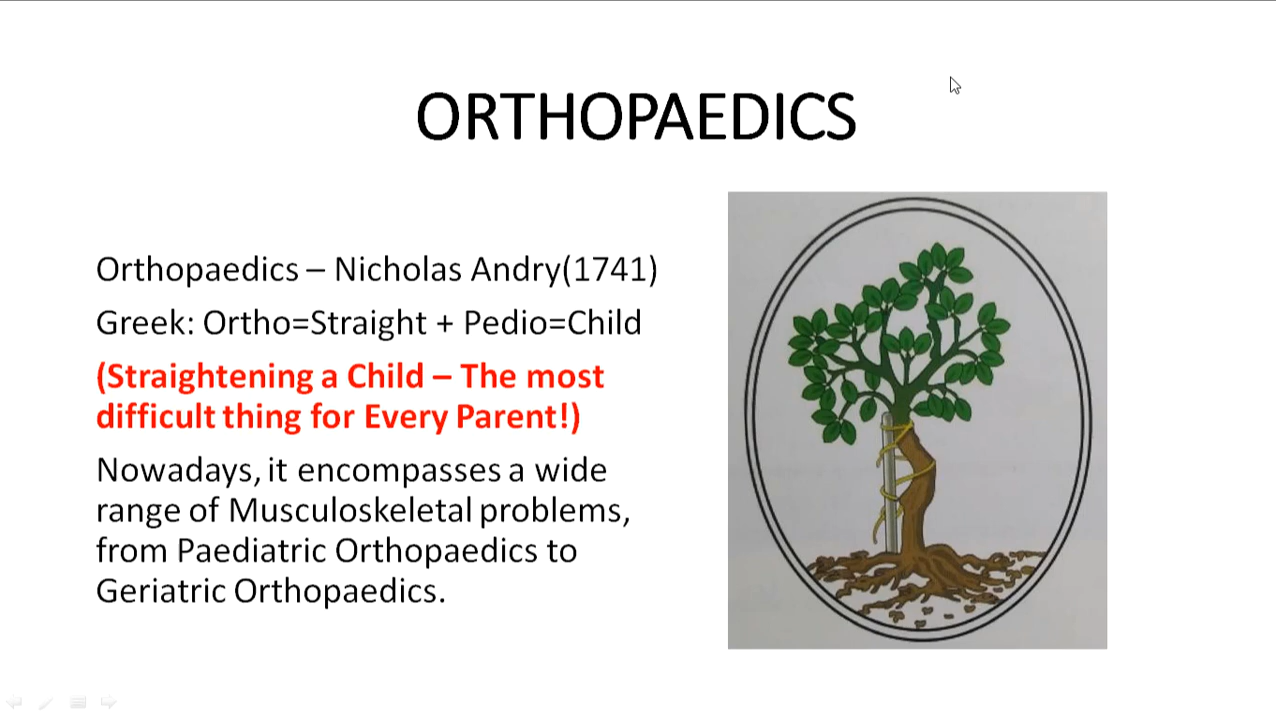 ORTHOPAEDICS
Orthopaedics – Nicholas Andry(1741)
Greek: Ortho=Straight + Pedio=Child
(Straightening a Child – The most
difficult thing for Every Parent!)
Nowadays, it encompasses a wide
range of Musculoskeletal problems,
from Paediatric Orthopaedics to
Geriatric Orthopaedics.